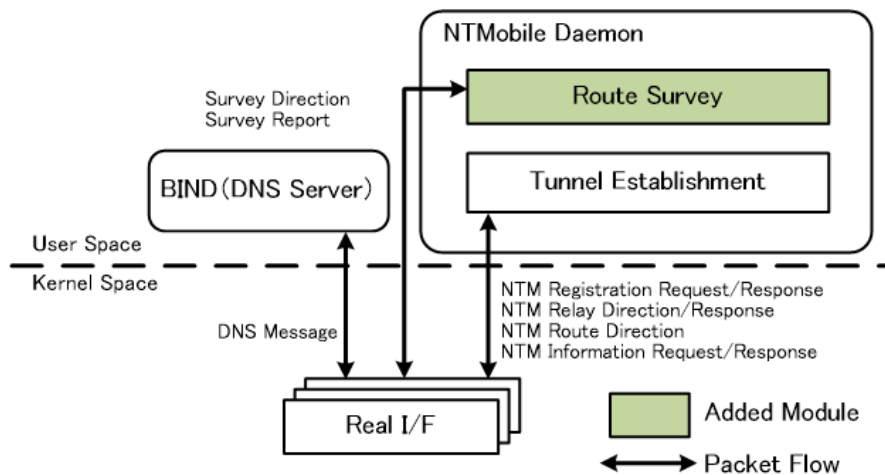 NTMobile Daemon
Route Survey
Survey Direction
Survey Report
Tunnel Establishment
BIND(DNS Server)
User Space
Kernel Space
NTM Registration Request/Response
NTM Relay Direction/Response
NTM Route Direction
NTM Information Request/Response
DNS Message
Real I/F
Added Module
Packet Flow